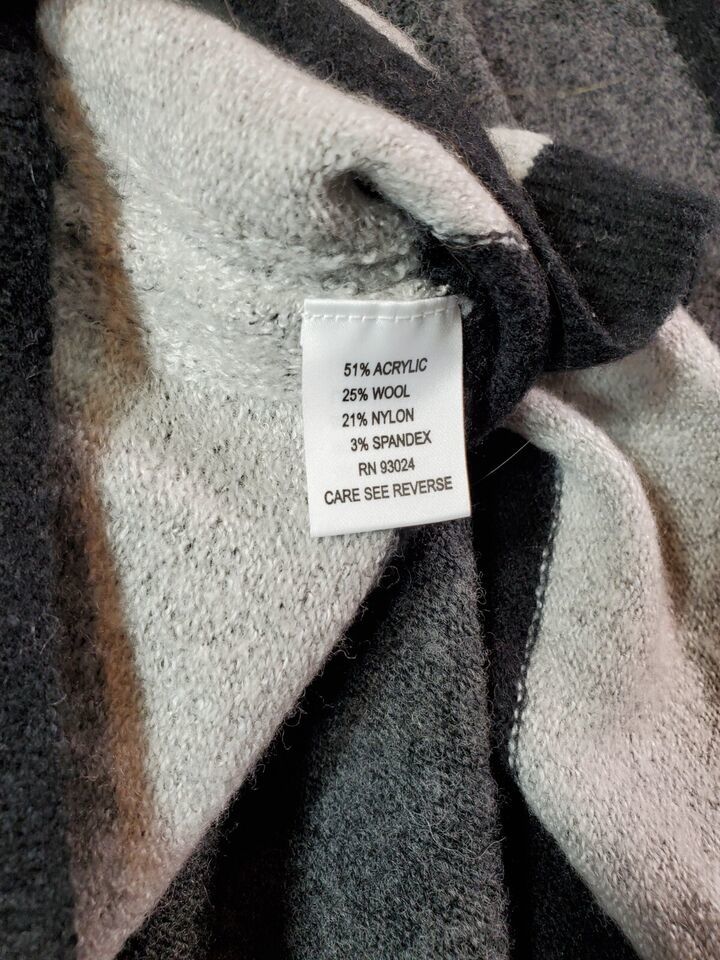 51% ACRYLIC
25% WOOL
21% NYLON
3% SPANDEX
RN 93024
CARE SEE REVERSE